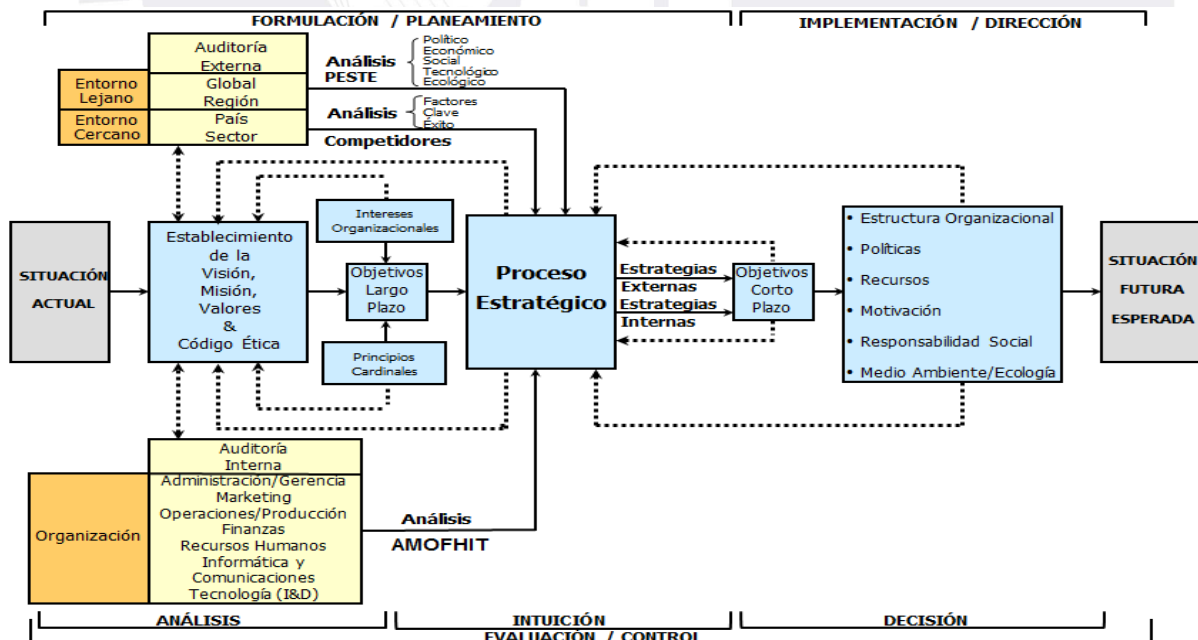 FORMULACIÓN / PLANEAMIENTO
IMPLEMENTACIÓN / DIRECCIÓN
Auditoría
Externa
Entorno
Lejano
Global
Región
Entorno
Cercano
País
Sector
Análisis
PESTE
Político
Económico
Social
Tecnológico
Ecológico
Análisis
Competidores
Factores
Clave
Éxito
SITUACIÓN
ACTUAL
Establecimiento
de la
Visión,
Misión,
Valores
&
Código Ética
Intereses
Organizacionales
Objetivos
Largo
Plazo
Principios
Cardinales
Proceso
Estratégico
Estrategias
Externas
Estrategias
Internas
Objetivos
Corto
Plazo
• Estructura Organizacional
• Políticas
• Recursos
• Motivación
• Responsabilidad Social
• Medio Ambiente/Ecología
SITUACIÓN
FUTURA
ESPERADA
Organización
Auditoría
Interna
Administración/Gerencia
Marketing
Operaciones/Producción
Finanzas
Recursos Humanos
Informática y
Comunicaciones
Tecnología (I&D)
Análisis
AMOFHIT
ANÁLISIS
INTUICIÓN
DECISIÓN
EVALUACIÓN / CONTROL